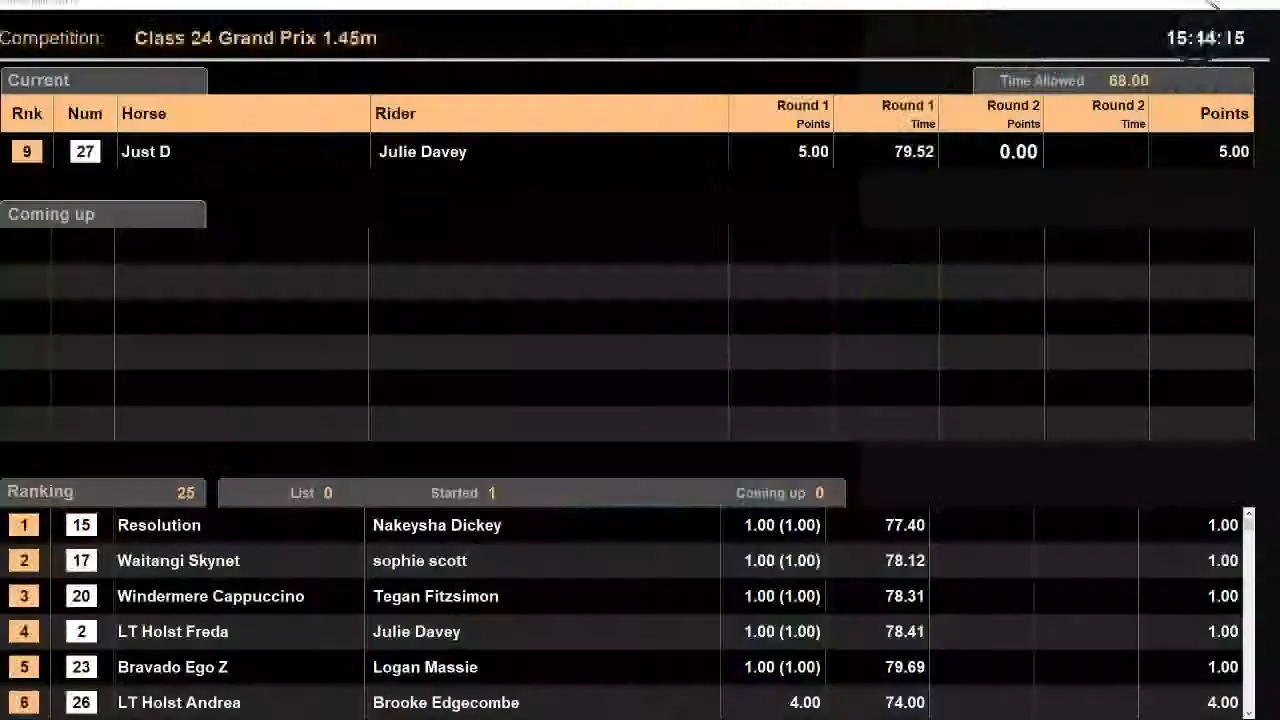 Competition: Class 24 Grand Prix 1.45m 15:44:15
Current Time Allowed 68.00
Rnk Num Horse Rider Round 1 Points Round 1 Time Round 2 Points Round 2 Time Points
9 27 Just D Julie Davey 5.00 79.52 0.00 5.00
Coming up
Ranking 25 List 0 Started 1 Coming up 0
1 15 Resolution Nakeysha Dickey 1.00 (1.00) 77.40 1.00
2 17 Waitangi Skynet sophie scott 1.00 (1.00) 78.12 1.00
3 20 Windermere Cappuccino Tegan Fitzsimon 1.00 (1.00) 78.31 1.00
4 2 LT Holst Freda Julie Davey 1.00 (1.00) 78.41 1.00
5 23 Bravado Ego Z Logan Massie 1.00 (1.00) 79.69 1.00
6 26 LT Holst Andrea Brooke Edgecombe 4.00 74.00 4.00